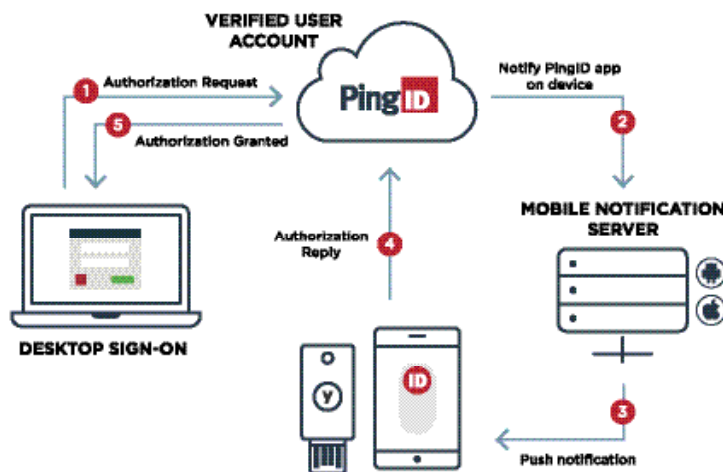 VERIFIED USER
ACCOUNT
PingID
1
Authorization Request
5
Authorization Granted
Notify PingID app
on device
2
MOBILE NOTIFICATION
SERVER
Authorization
Reply
4
DESKTOP SIGN-ON
y
ID
3
Push notification